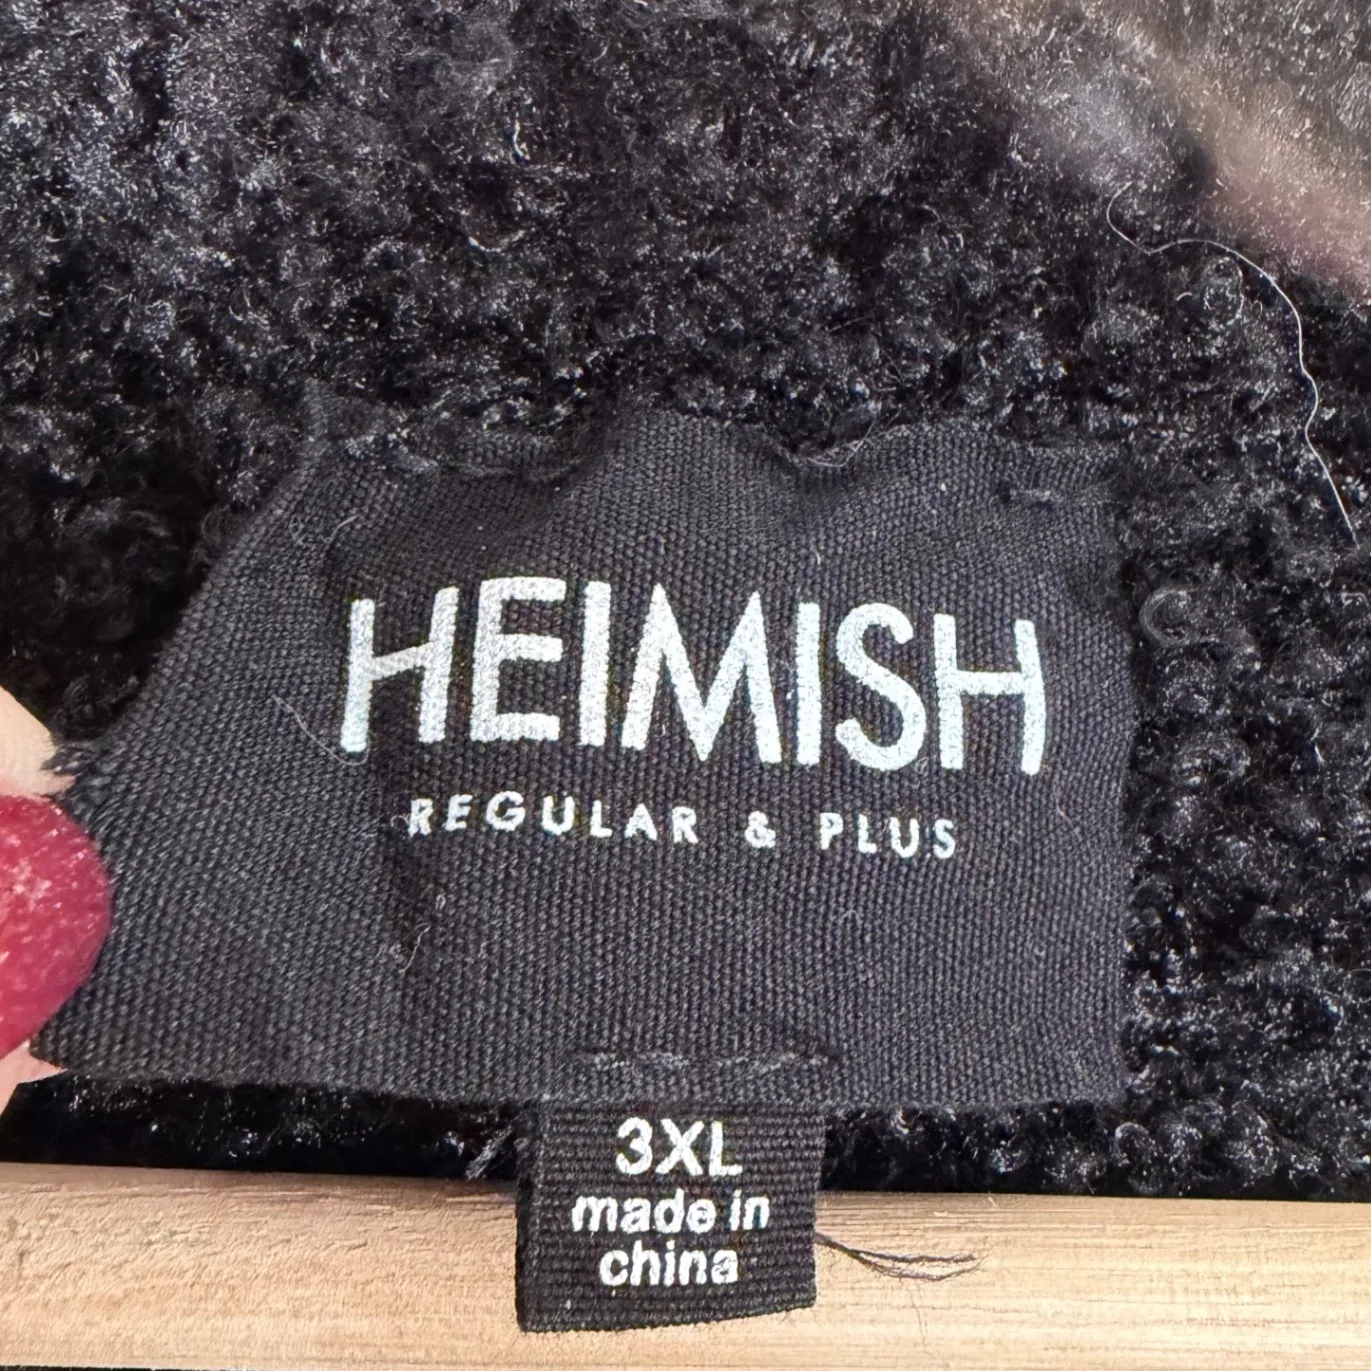 HEIMISH
REGULAR & PLUS
3XL
made in
china